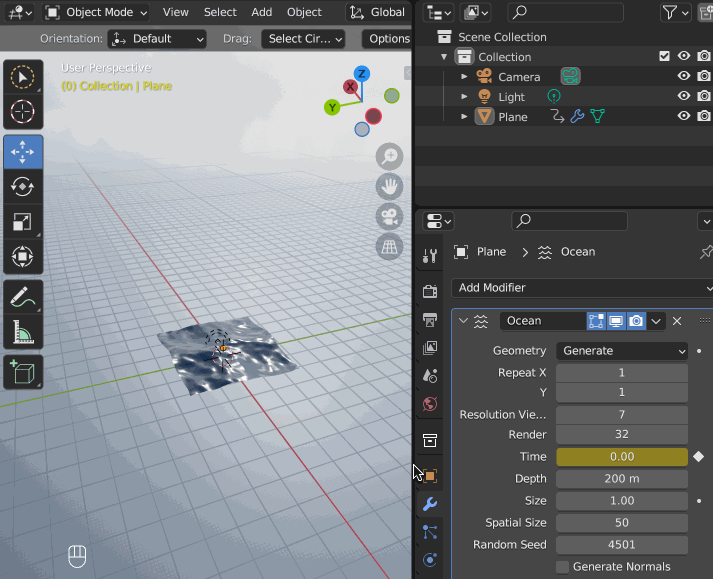 Object Mode View Select Add Object Global
Orientation: Default Drag: Select Cir... Options
User Perspective
(0) Collection | Plane
Z
X
Y
Scene Collection
Collection
Camera
Light
Plane
Plane > Ocean
Add Modifier
Ocean
Geometry Generate
Repeat X 1
Y 1
Resolution Vie... 7
Render 32
Time 0.00
Depth 200 m
Size 1.00
Spatial Size 50
Random Seed 4501
Generate Normals